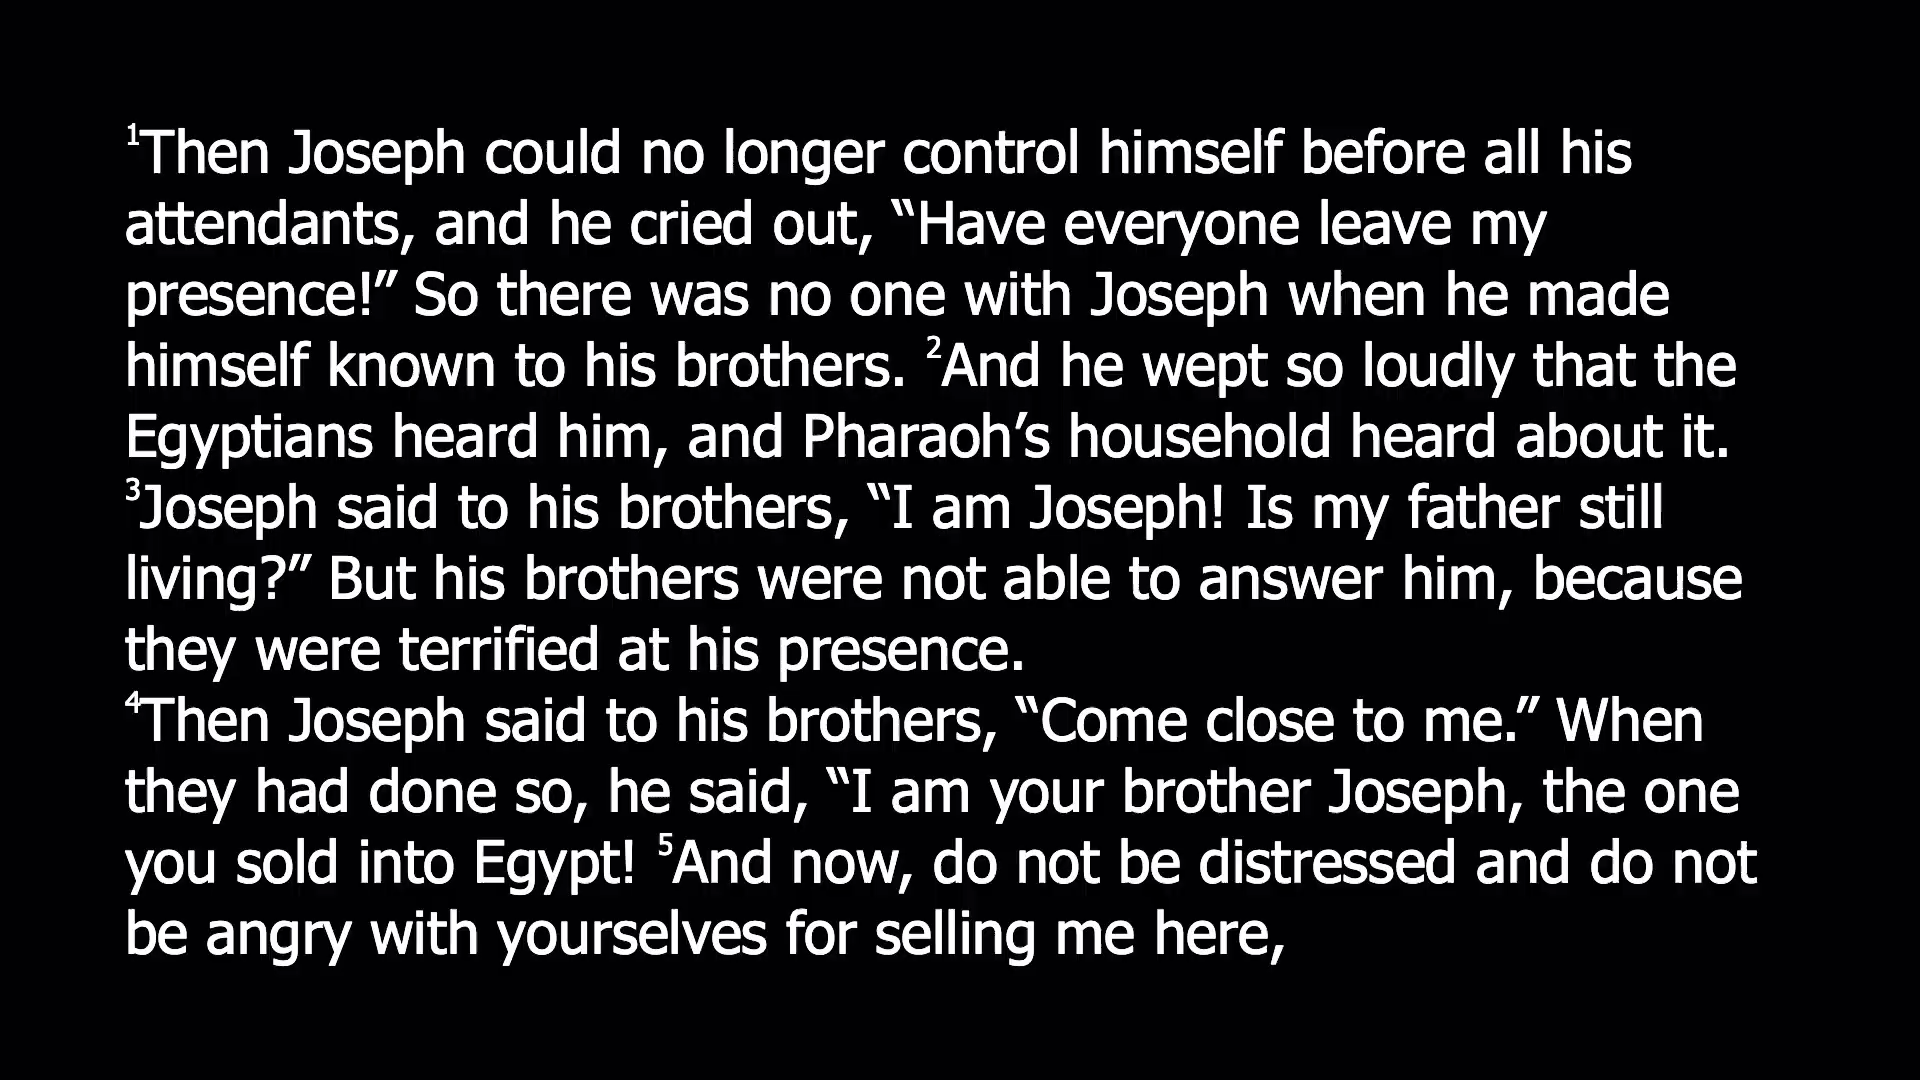 ¹Then Joseph could no longer control himself before all his
attendants, and he cried out, “Have everyone leave my
presence!” So there was no one with Joseph when he made
himself known to his brothers. ²And he wept so loudly that the
Egyptians heard him, and Pharaoh’s household heard about it.
³Joseph said to his brothers, “I am Joseph! Is my father still
living?” But his brothers were not able to answer him, because
they were terrified at his presence.
⁴Then Joseph said to his brothers, “Come close to me.” When
they had done so, he said, “I am your brother Joseph, the one
you sold into Egypt! ⁵And now, do not be distressed and do not
be angry with yourselves for selling me here,